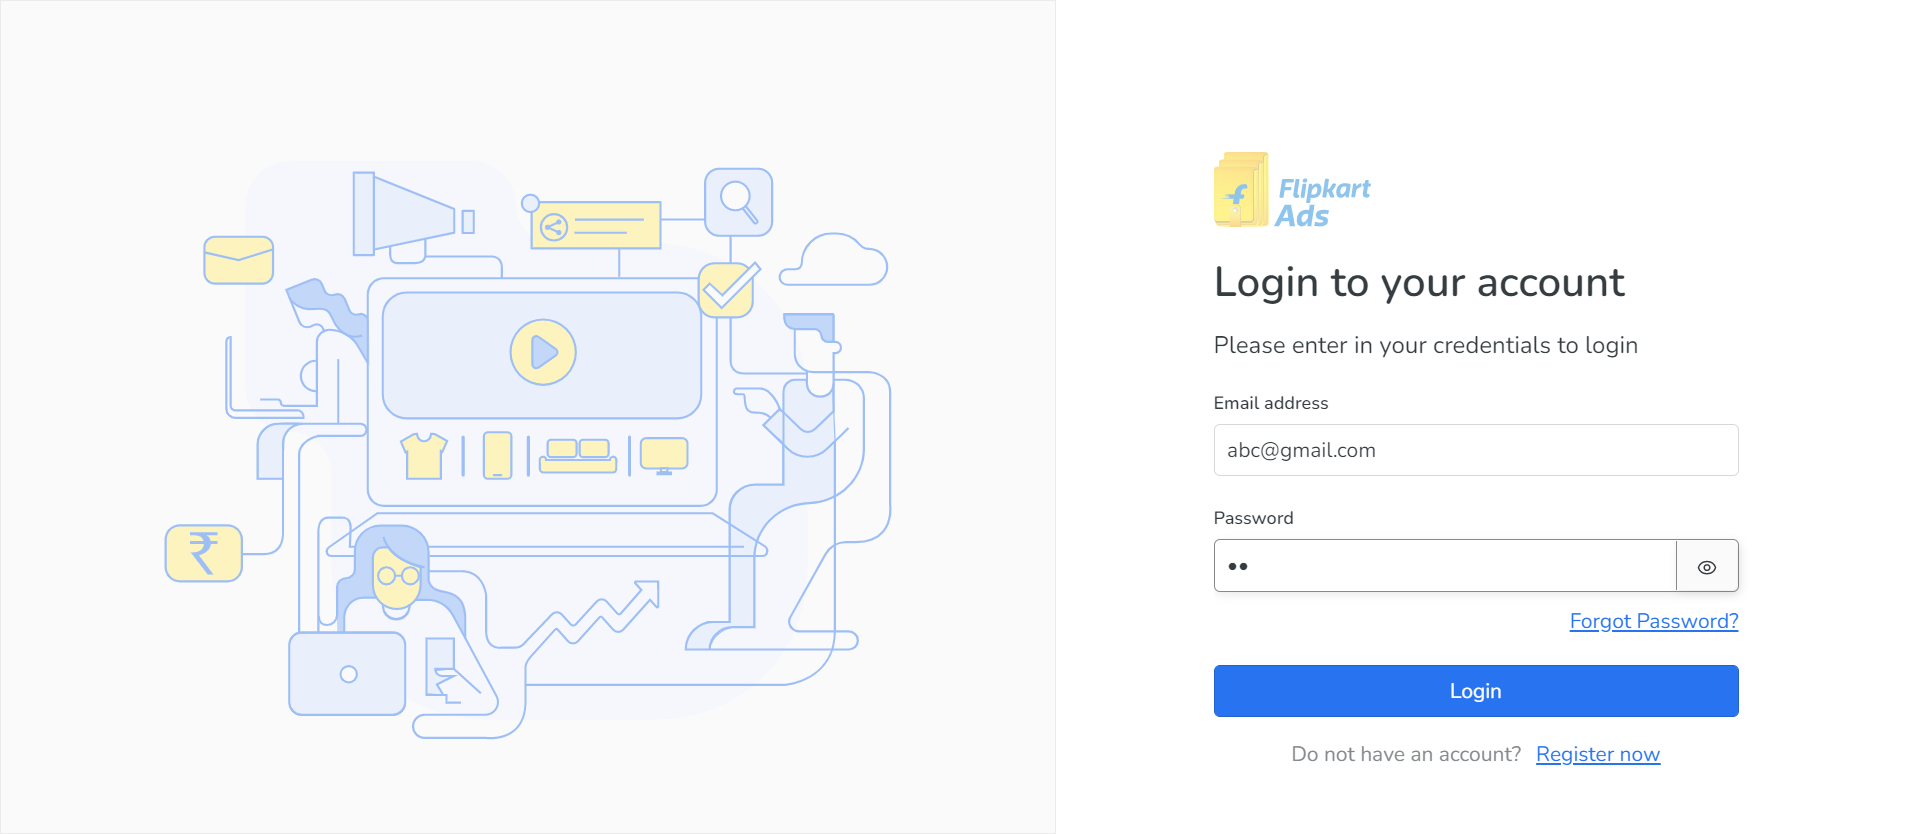 Flipkart
Ads
Login to your account
Please enter in your credentials to login
Email address
abc@gmail.com
Password
••
Forgot Password?
Login
Do not have an account? Register now
₹